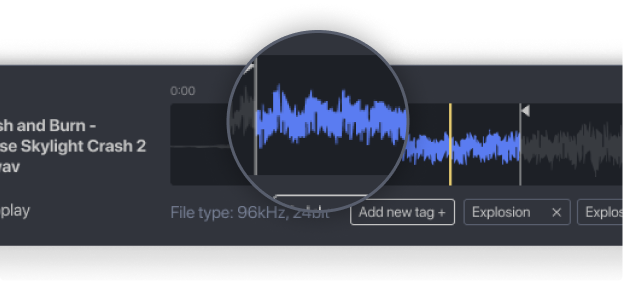 0:00
sh and Burn -
se Skylight Crash 2
wav
play
File type: 96kHz, 24bit
Add new tag +
Explosion ×
Explos